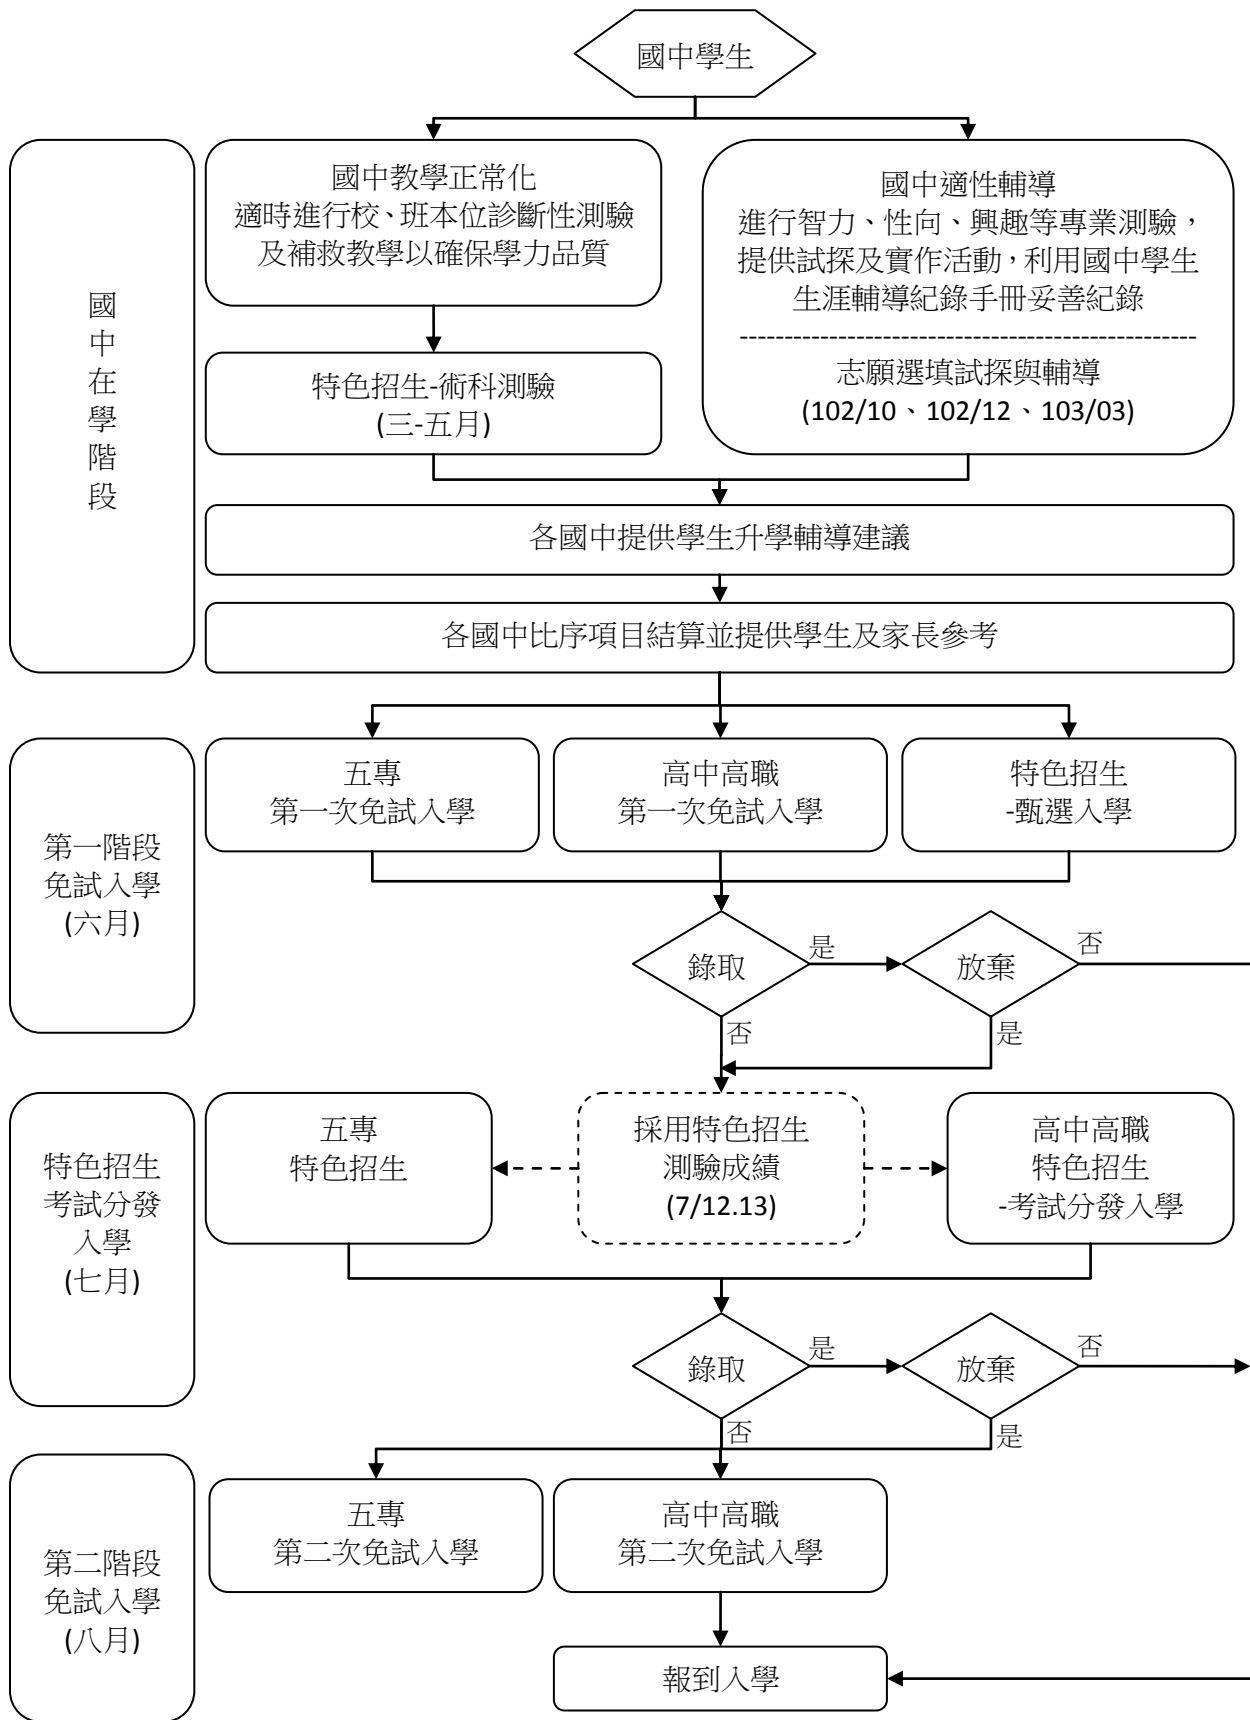 國中學生
國中在學階段
國中教學正常化
適時進行校、班本位診斷性測驗
及補救教學以確保學力品質
國中適性輔導
進行智力、性向、興趣等專業測驗，
提供試探及實作活動，利用國中學生
生涯輔導紀錄手冊妥善紀錄
----------------------------------------------------
志願選填試探與輔導
(102/10、102/12、103/03)
特色招生-術科測驗
(三-五月)
各國中提供學生升學輔導建議
各國中比序項目結算並提供學生及家長參考
第一階段
免試入學
(六月)
五專
第一次免試入學
高中高職
第一次免試入學
特色招生
-甄選入學
錄取
是
放棄
否
否
是
特色招生
考試分發
入學
(七月)
五專
特色招生
採用特色招生
測驗成績
(7/12.13)
高中高職
特色招生
-考試分發入學
錄取
是
放棄
否
否
是
第二階段
免試入學
(八月)
五專
第二次免試入學
高中高職
第二次免試入學
報到入學